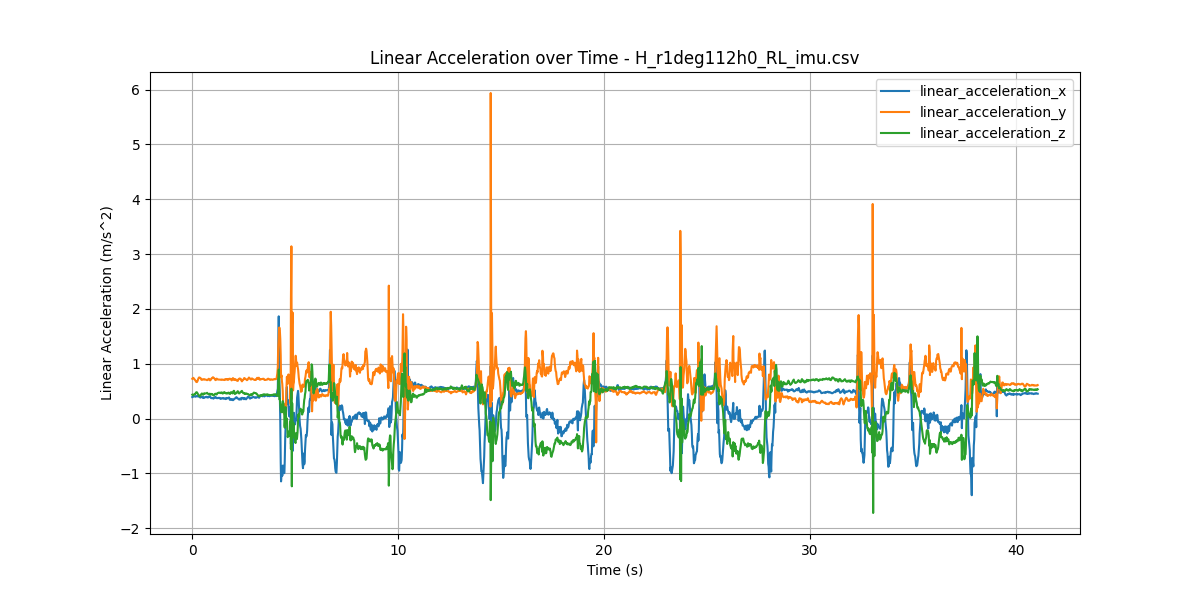 Linear Acceleration over Time - H_r1deg112h0_RL_imu.csv
linear_acceleration_x
linear_acceleration_y
linear_acceleration_z
Linear Acceleration (m/s^2)
6
5
4
3
2
1
0
−1
−2
0
10
20
30
40
Time (s)